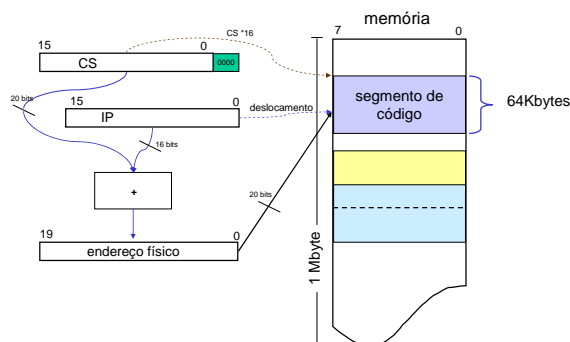 memória
7 0
CS *16
15 0
CS 0000
segmento de
código
64Kbytes
20 bits
15 0
IP
deslocamento
16 bits
+
20 bits
19 0
endereço físico
1 Mbyte